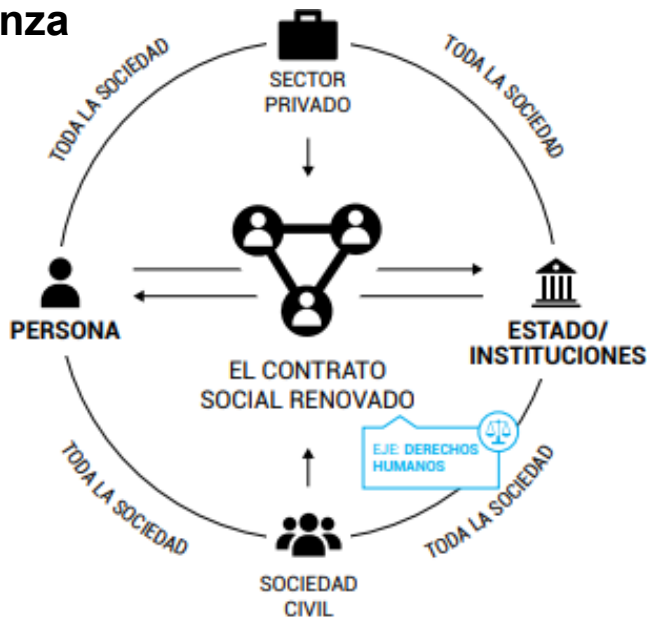 nza
TODA LA SOCIEDAD
SECTOR
PRIVADO
TODA LA SOCIEDAD
PERSONA
ESTADO/
INSTITUCIONES
EL CONTRATO
SOCIAL RENOVADO
EJE: DERECHOS
HUMANOS
TODA LA SOCIEDAD
TODA LA SOCIEDAD
SOCIEDAD
CIVIL